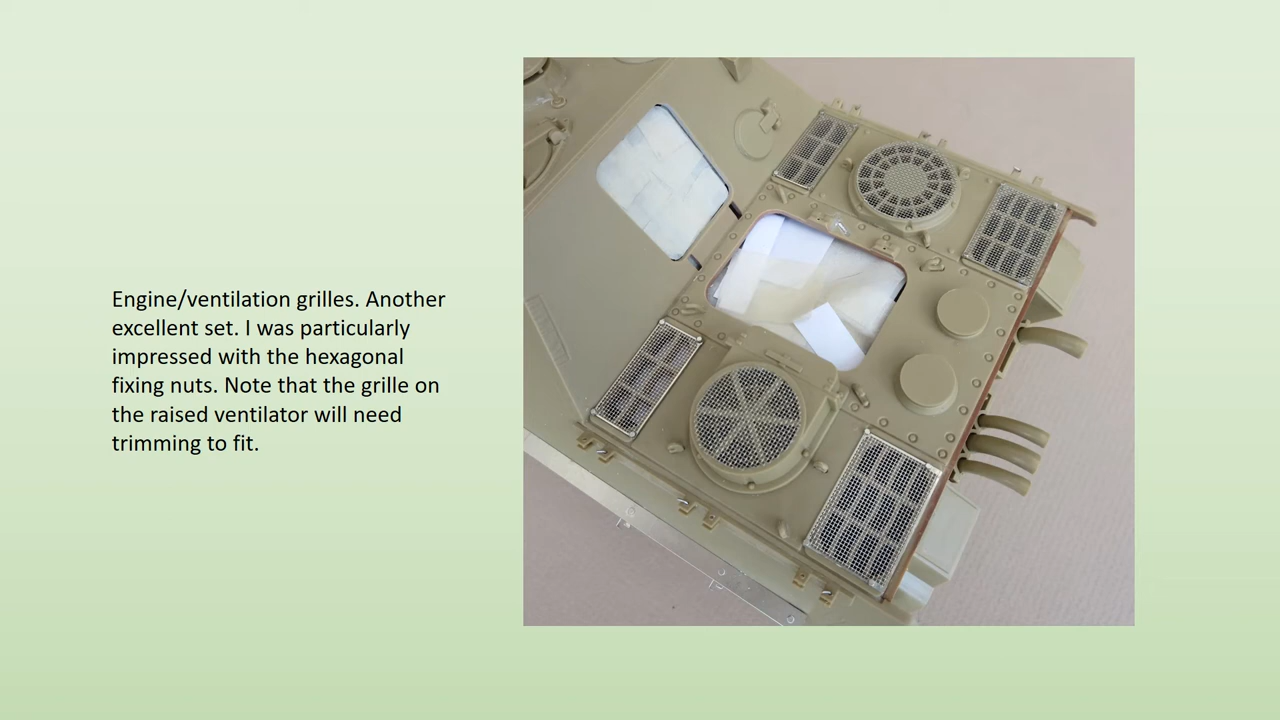 Engine/ventilation grilles. Another
excellent set. I was particularly
impressed with the hexagonal
fixing nuts. Note that the grille on
the raised ventilator will need
trimming to fit.